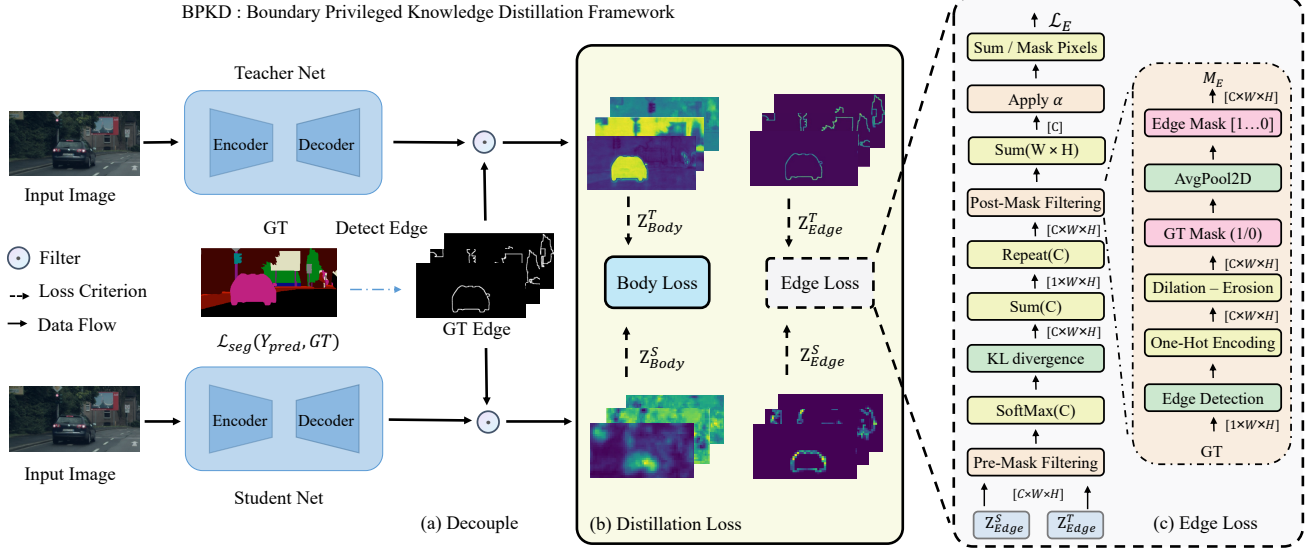 BPKD : Boundary Privileged Knowledge Distillation Framework
Teacher Net
Encoder
Decoder
Input Image
GT
Detect Edge
Filter
Loss Criterion
Data Flow
GT Edge
ℒ_seg(Y_pred, GT)
Encoder
Decoder
Input Image
Student Net
(a) Decouple
Z^T_Body
Z^T_Edge
Body Loss
Edge Loss
Z^S_Body
Z^S_Edge
(b) Distillation Loss
ℒ_E
Sum / Mask Pixels
Apply α
[C]
Sum(W × H)
Post-Mask Filtering
[C×W×H]
Repeat(C)
[1×W×H]
Sum(C)
[C×W×H]
KL divergence
SoftMax(C)
Pre-Mask Filtering
[C×W×H]
Z^S_Edge
Z^T_Edge
M_E
[C×W×H]
Edge Mask [1…0]
AvgPool2D
GT Mask (1/0)
[C×W×H]
Dilation – Erosion
[C×W×H]
One-Hot Encoding
Edge Detection
[1×W×H]
GT
(c) Edge Loss